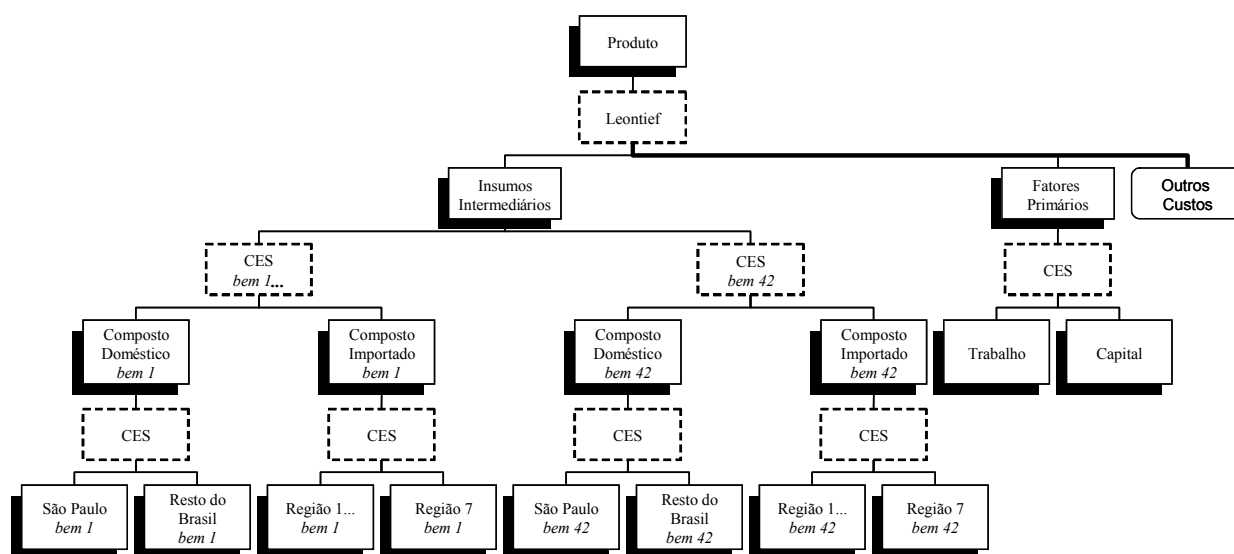 Produto
Leontief
Insumos
Intermediários
Fatores
Primários
Outros
Custos
CES
bem 1...
CES
bem 42
CES
Composto
Doméstico
bem 1
Composto
Importado
bem 1
Composto
Doméstico
bem 42
Composto
Importado
bem 42
Trabalho
Capital
CES
CES
CES
CES
São Paulo
bem 1
Resto do
Brasil
bem 1
Região 1...
bem 1
Região 7
bem 1
São Paulo
bem 42
Resto do
Brasil
bem 42
Região 1...
bem 42
Região 7
bem 42